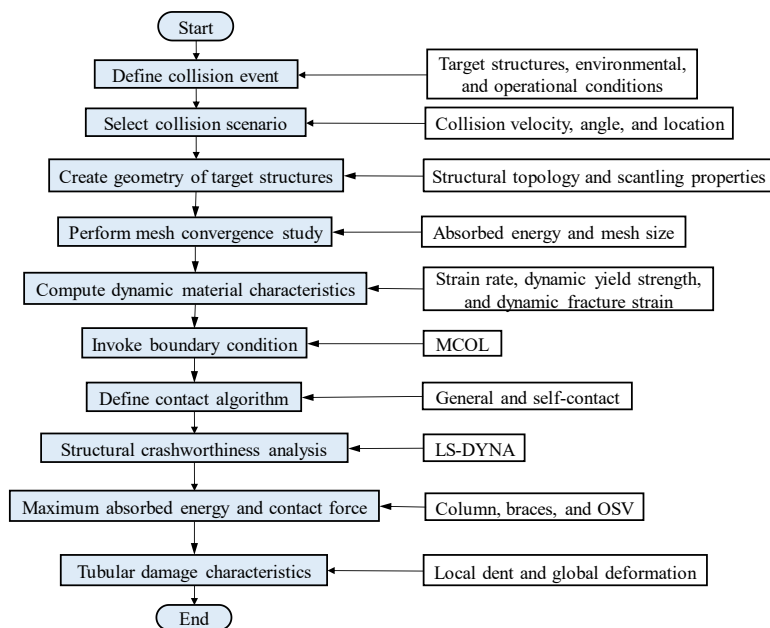 Start
Define collision event
Target structures, environmental,
and operational conditions
Select collision scenario
Collision velocity, angle, and location
Create geometry of target structures
Structural topology and scantling properties
Perform mesh convergence study
Absorbed energy and mesh size
Compute dynamic material characteristics
Strain rate, dynamic yield strength,
and dynamic fracture strain
Invoke boundary condition
MCOL
Define contact algorithm
General and self-contact
Structural crashworthiness analysis
LS-DYNA
Maximum absorbed energy and contact force
Column, braces, and OSV
Tubular damage characteristics
Local dent and global deformation
End